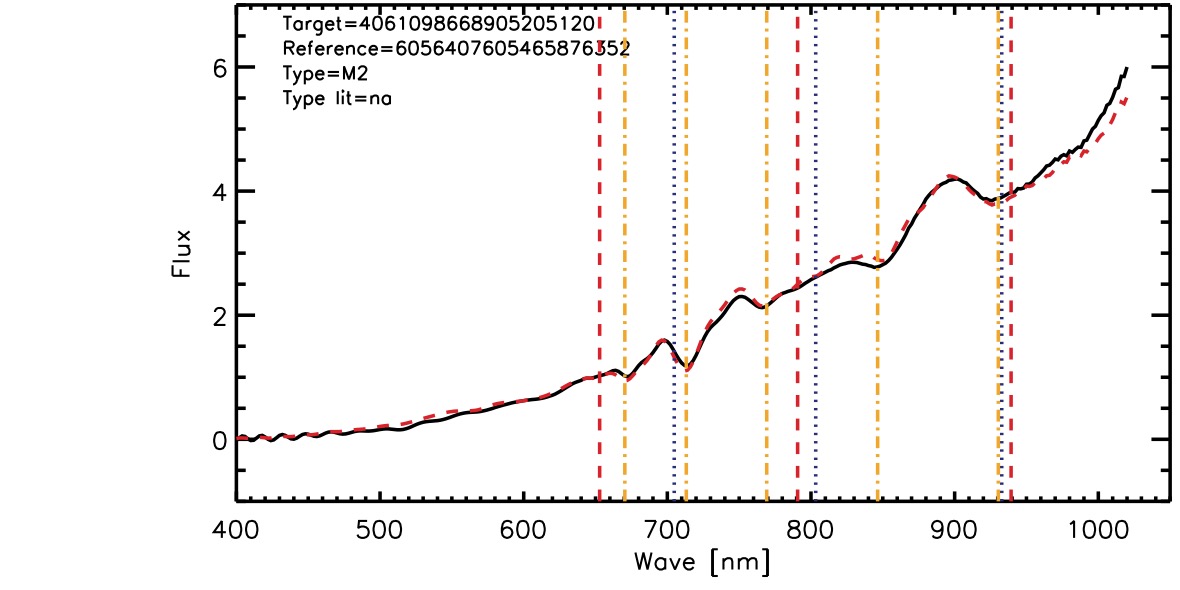 Target=4061098668905205120
Reference=6056407605465876352
Type=M2
Type lit=na
6
4
2
0
Flux
400 500 600 700 800 900 1000
Wave [nm]